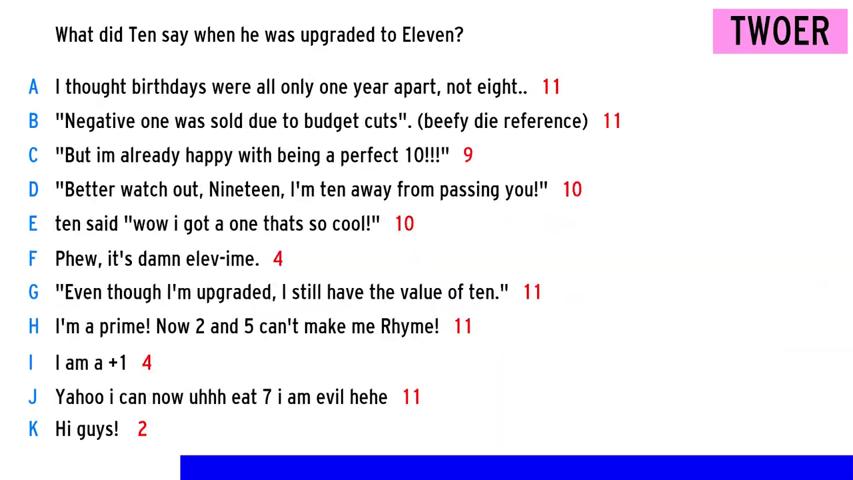 What did Ten say when he was upgraded to Eleven?
TWOER
A I thought birthdays were all only one year apart, not eight.. 11
B "Negative one was sold due to budget cuts". (beefy die reference) 11
C "But im already happy with being a perfect 10!!!" 9
D "Better watch out, Nineteen, I'm ten away from passing you!" 10
E ten said "wow i got a one thats so cool!" 10
F Phew, it's damn elev-ime. 4
G "Even though I'm upgraded, I still have the value of ten." 11
H I'm a prime! Now 2 and 5 can't make me Rhyme! 11
I I am a +1 4
J Yahoo i can now uhhh eat 7 i am evil hehe 11
K Hi guys! 2